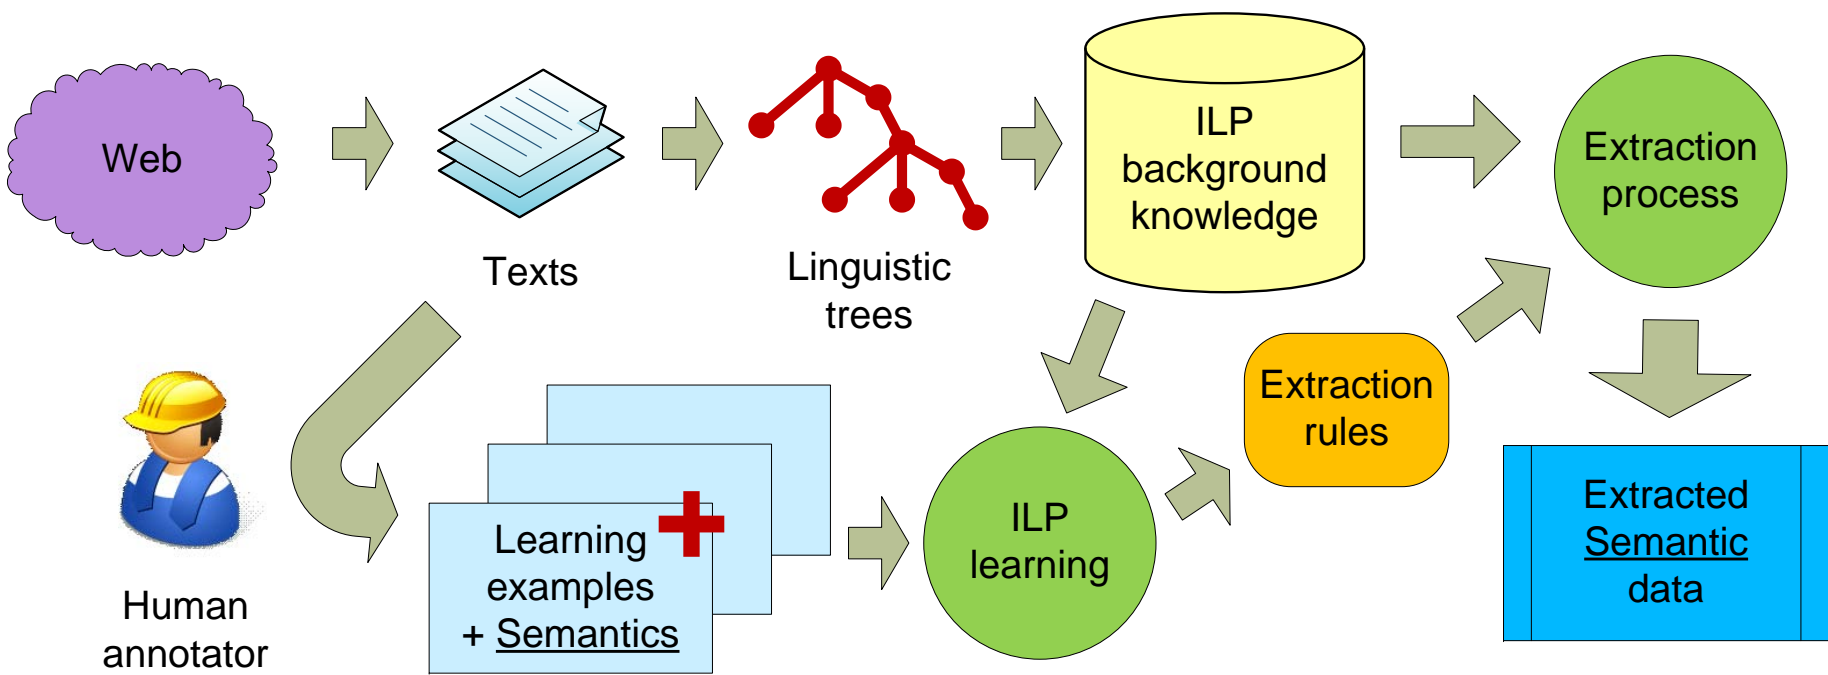 Web
Texts
Linguistic
trees
ILP
background
knowledge
Extraction
process
Human
annotator
Learning
examples
+ Semantics
ILP
learning
Extraction
rules
Extracted
Semantic
data